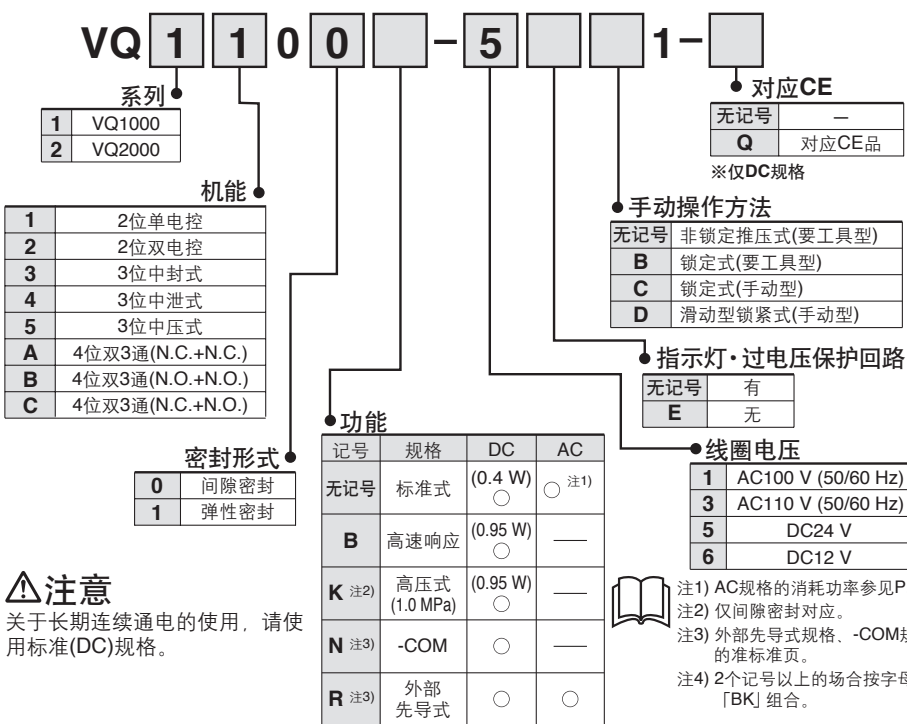 VQ 1 1 0 0 - 5 1 -
系列
1 VQ1000
2 VQ2000
机能
1 2位单电控
2 2位双电控
3 3位中封式
4 3位中泄式
5 3位中压式
A 4位双3通(N.C.+N.C.)
B 4位双3通(N.O.+N.O.)
C 4位双3通(N.C.+N.O.)
密封形式
0 间隙密封
1 弹性密封
⚠注意
关于长期连续通电的使用，请使
用标准(DC)规格。
功能
记号 规格 DC AC
无记号 标准式 (0.4 W) ○ ○ 注1)
B 高速响应 (0.95 W) ○ —
K 注2) 高压式 (1.0 MPa) (0.95 W) ○ —
N 注3) -COM ○ —
R 注3) 外部先导式 ○ ○
对应CE
无记号 —
Q 对应CE品
※仅DC规格
手动操作方法
无记号 非锁定推压式(要工具型)
B 锁定式(要工具型)
C 锁定式(手动型)
D 滑动型锁紧式(手动型)
指示灯·过电压保护回路
无记号 有
E 无
线圈电压
1 AC100 V (50/60 Hz)
3 AC110 V (50/60 Hz)
5 DC24 V
6 DC12 V
注1) AC规格的消耗功率参见P
注2) 仅间隙密封对应。
注3) 外部先导式规格、-COM规
的准标准页。
注4) 2个记号以上的场合按字母
「BK」组合。